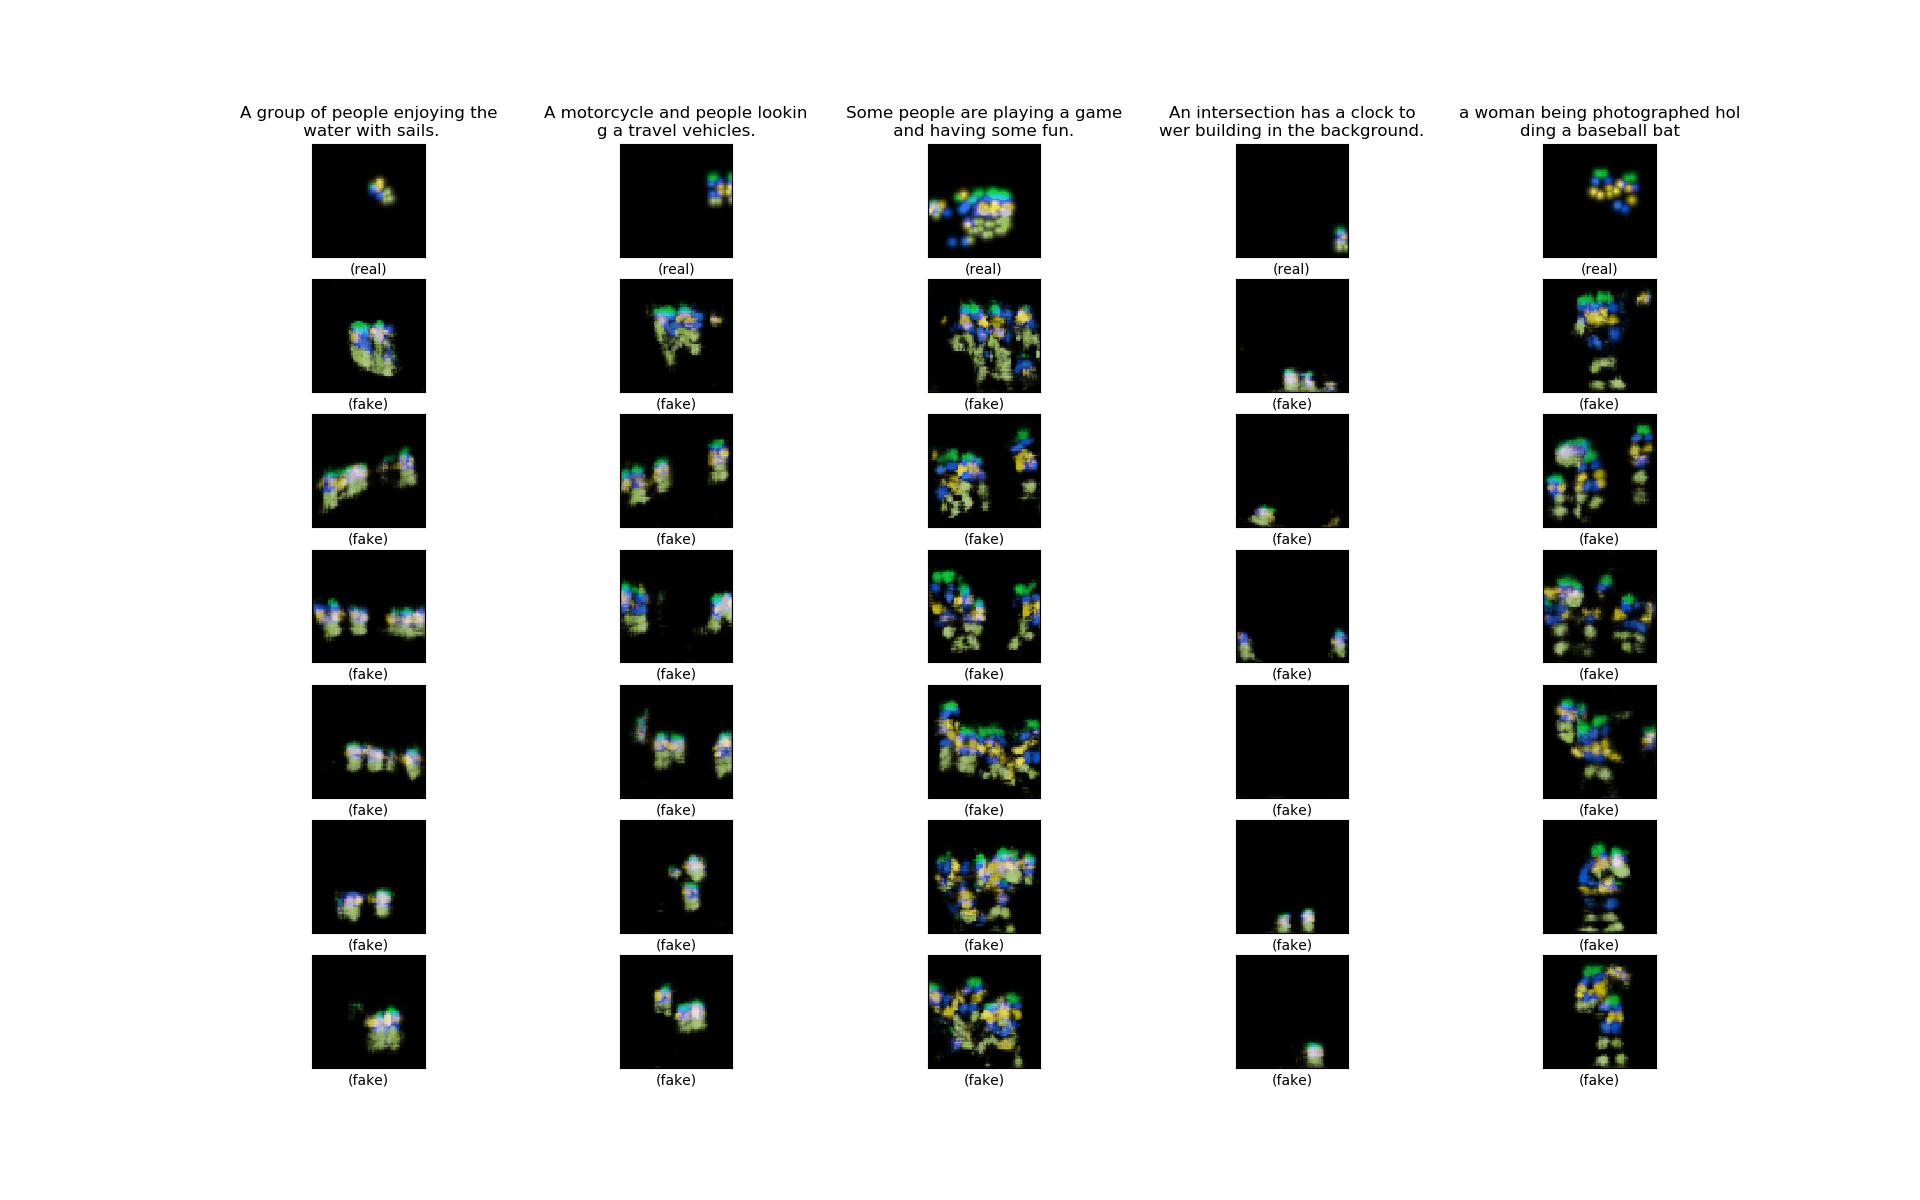 A group of people enjoying the
water with sails.
A motorcycle and people lookin
g a travel vehicles.
Some people are playing a game
and having some fun.
An intersection has a clock to
wer building in the background.
a woman being photographed hol
ding a baseball bat
(real) (real) (real) (real) (real)
(fake) (fake) (fake) (fake) (fake)
(fake) (fake) (fake) (fake) (fake)
(fake) (fake) (fake) (fake) (fake)
(fake) (fake) (fake) (fake) (fake)
(fake) (fake) (fake) (fake) (fake)
(fake) (fake) (fake) (fake) (fake)